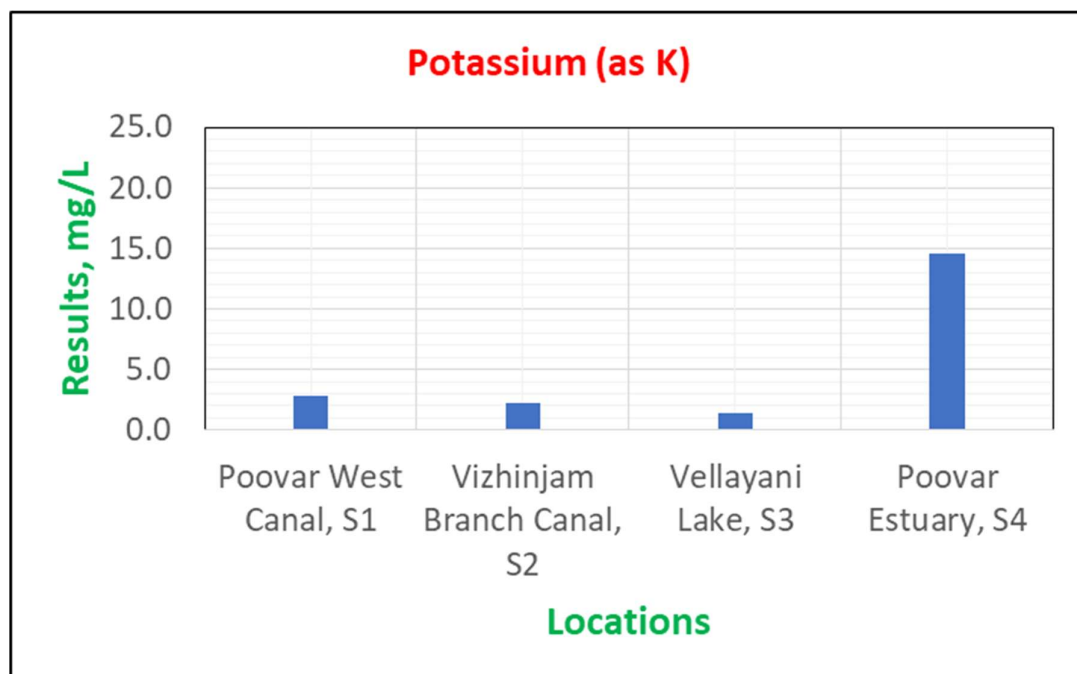 Potassium (as K)
Results, mg/L
25.0
20.0
15.0
10.0
5.0
0.0
Poovar West
Canal, S1
Vizhinjam
Branch Canal,
S2
Vellayani
Lake, S3
Poovar
Estuary, S4
Locations